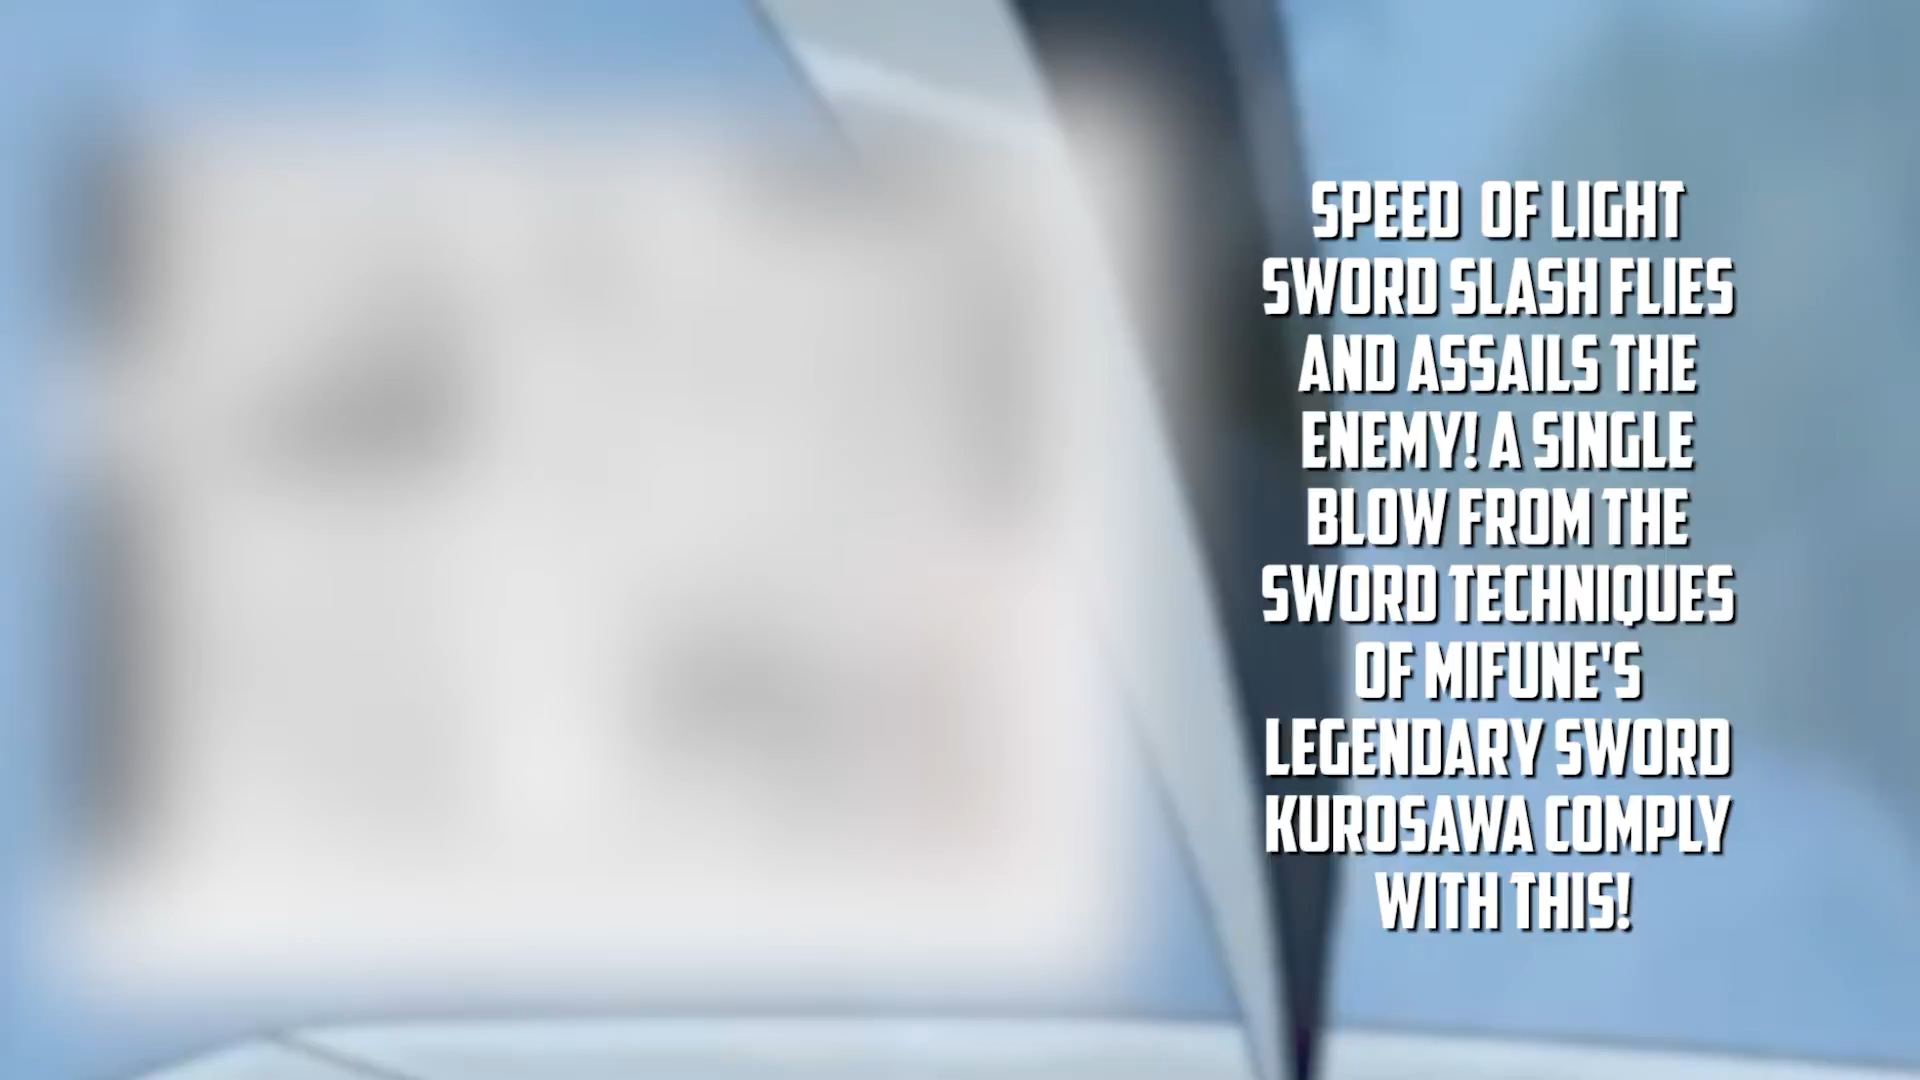 SPEED OF LIGHT
SWORD SLASH FLIES
AND ASSAILS THE
ENEMY! A SINGLE
BLOW FROM THE
SWORD TECHNIQUES
OF MIFUNE'S
LEGENDARY SWORD
KUROSAWA COMPLY
WITH THIS!